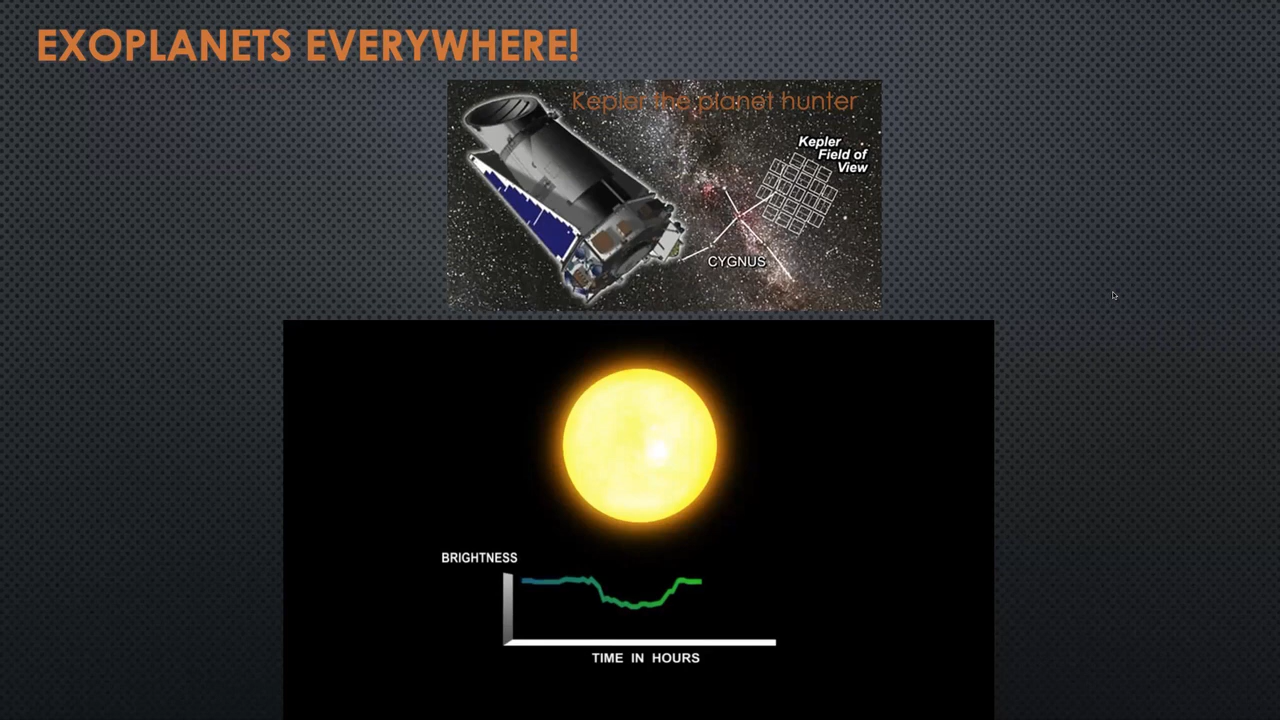 EXOPLANETS EVERYWHERE!
Kepler the planet hunter
Kepler
Field of
View
CYGNUS
BRIGHTNESS
TIME IN HOURS